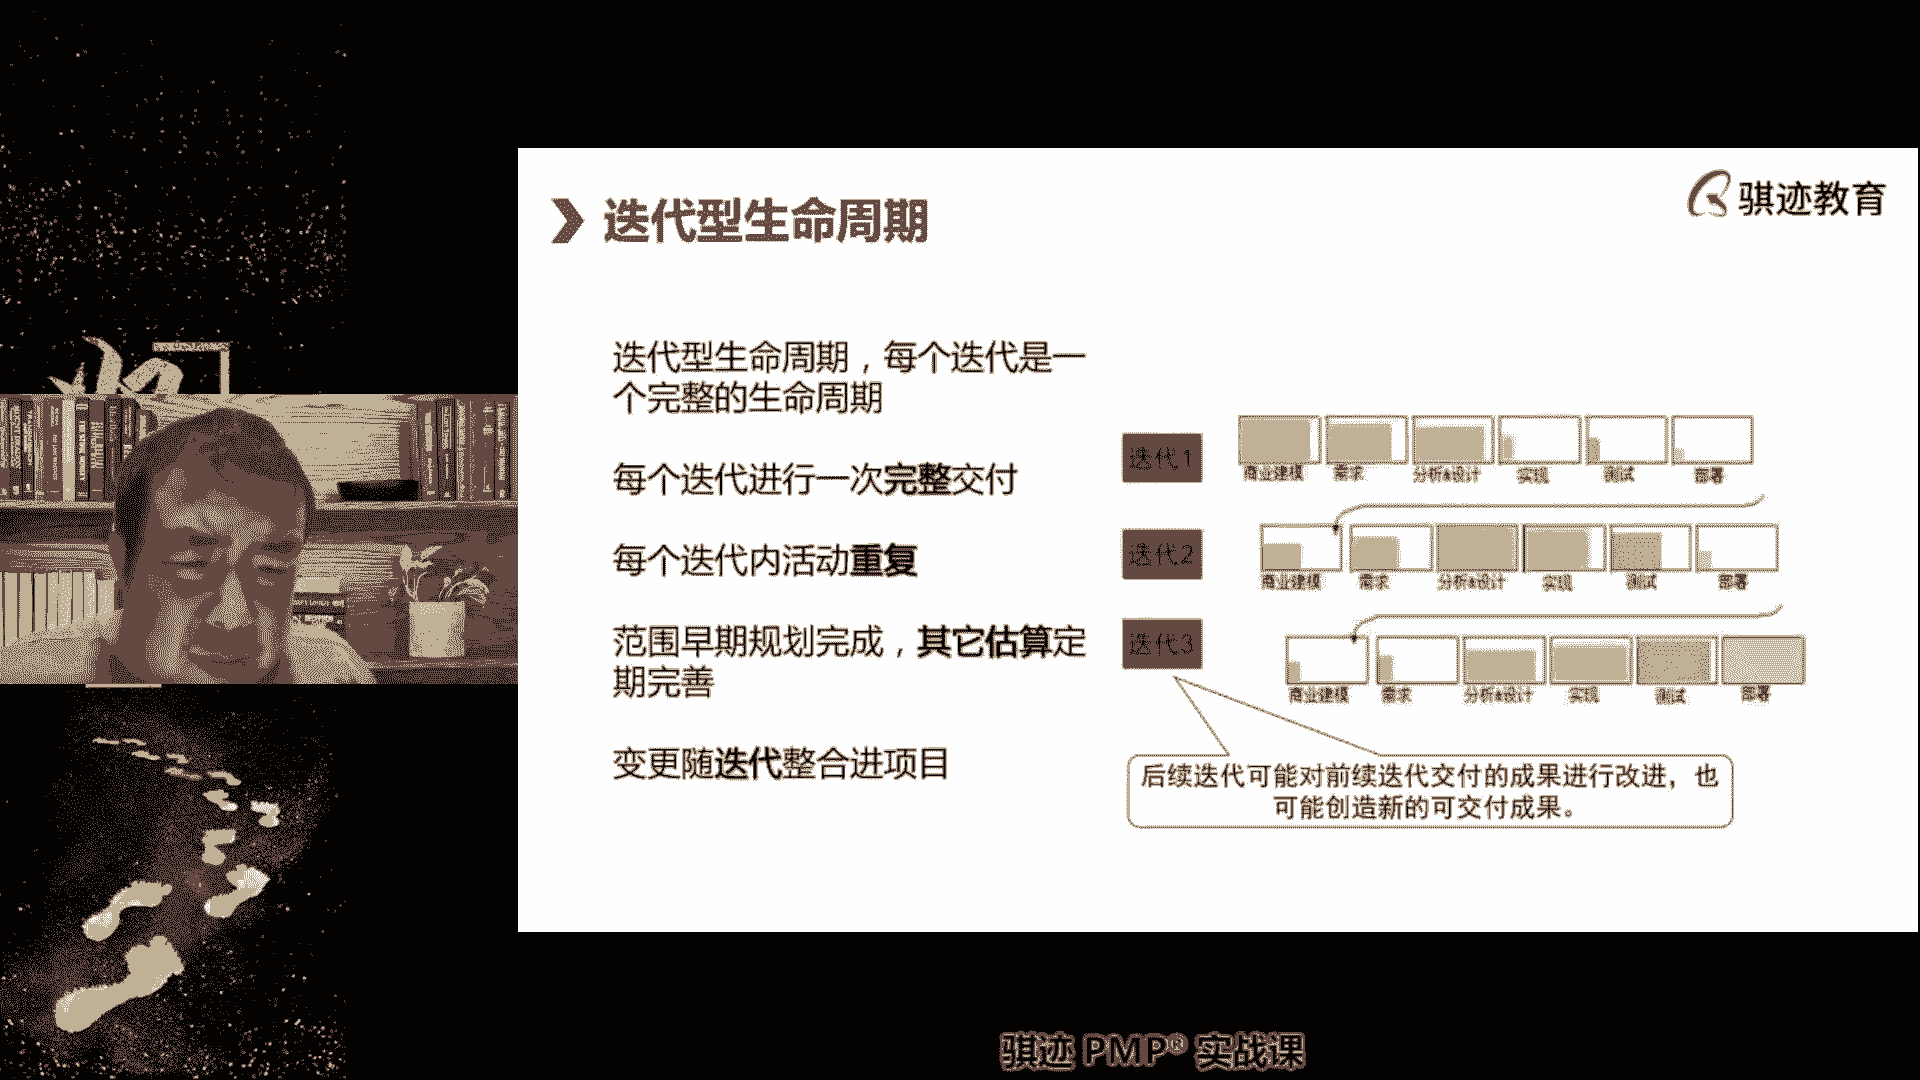 迭代型生命周期
骐迹教育
迭代型生命周期，每个迭代是一
个完整的生命周期
每个迭代进行一次完整交付
每个迭代内活动重复
范围早期规划完成，其它估算定
期完善
变更随迭代整合进项目
迭代1
商业建模 需求 分析&设计 实现 测试 部署
迭代2
商业建模 需求 分析&设计 实现 测试 部署
迭代3
商业建模 需求 分析&设计 实现 测试 部署
后续迭代可能对前续迭代交付的成果进行改进，也
可能创造新的可交付成果。
骐迹 PMP® 实战课